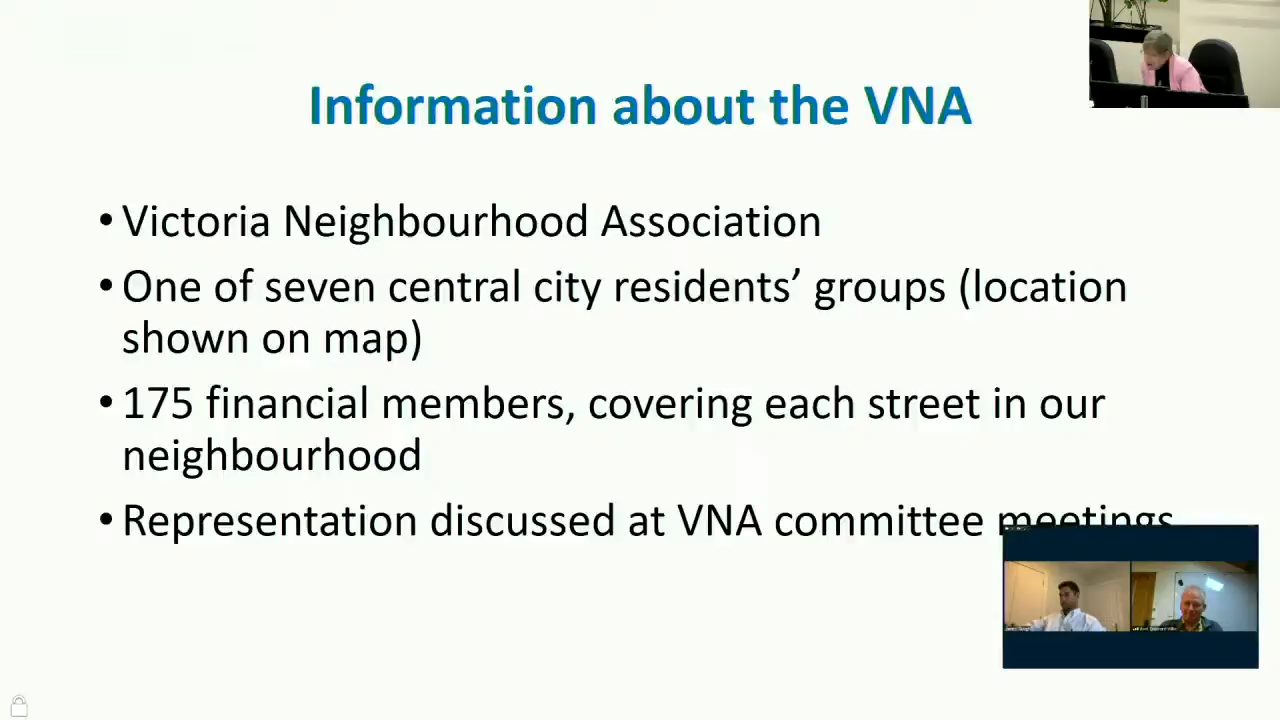 Information about the VNA
• Victoria Neighbourhood Association
• One of seven central city residents’ groups (location
shown on map)
• 175 financial members, covering each street in our
neighbourhood
• Representation discussed at VNA committee meetings